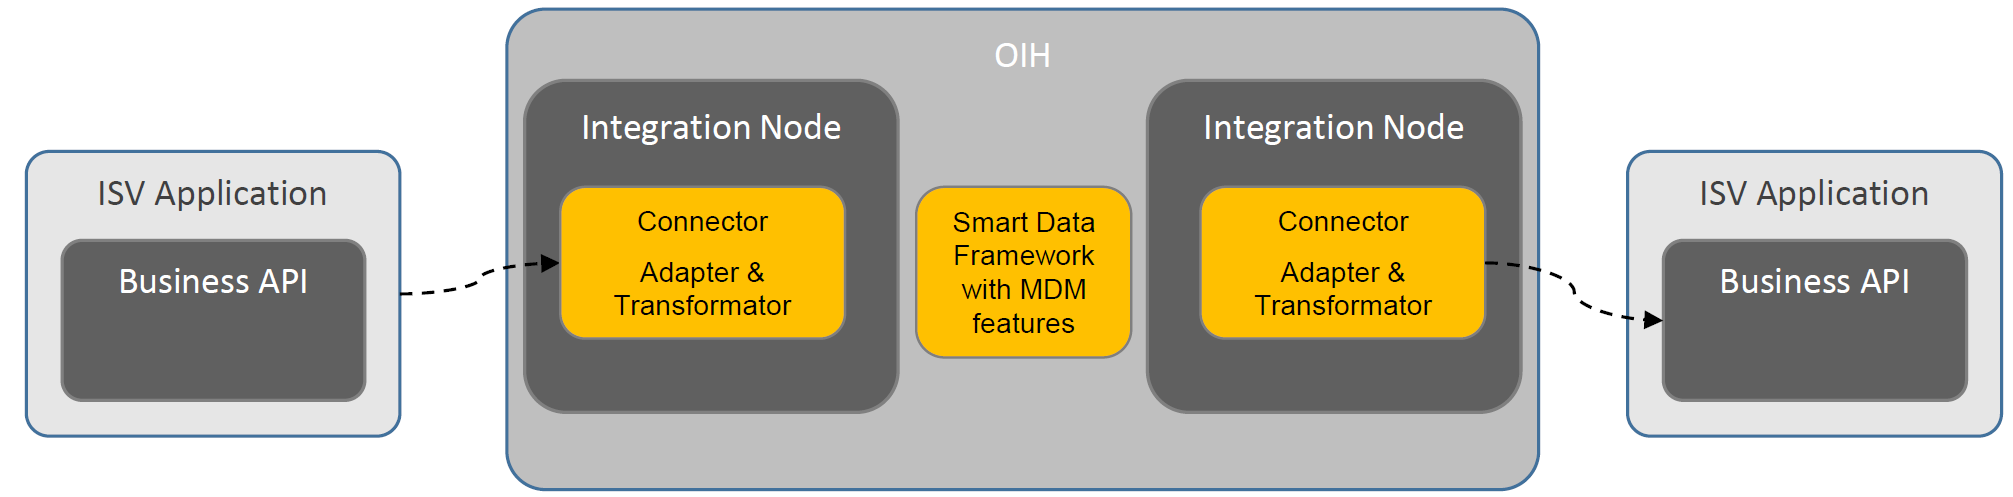 OIH
ISV Application
Business API
Integration Node
Connector
Adapter &
Transformator
Smart Data
Framework
with MDM
features
Integration Node
Connector
Adapter &
Transformator
ISV Application
Business API